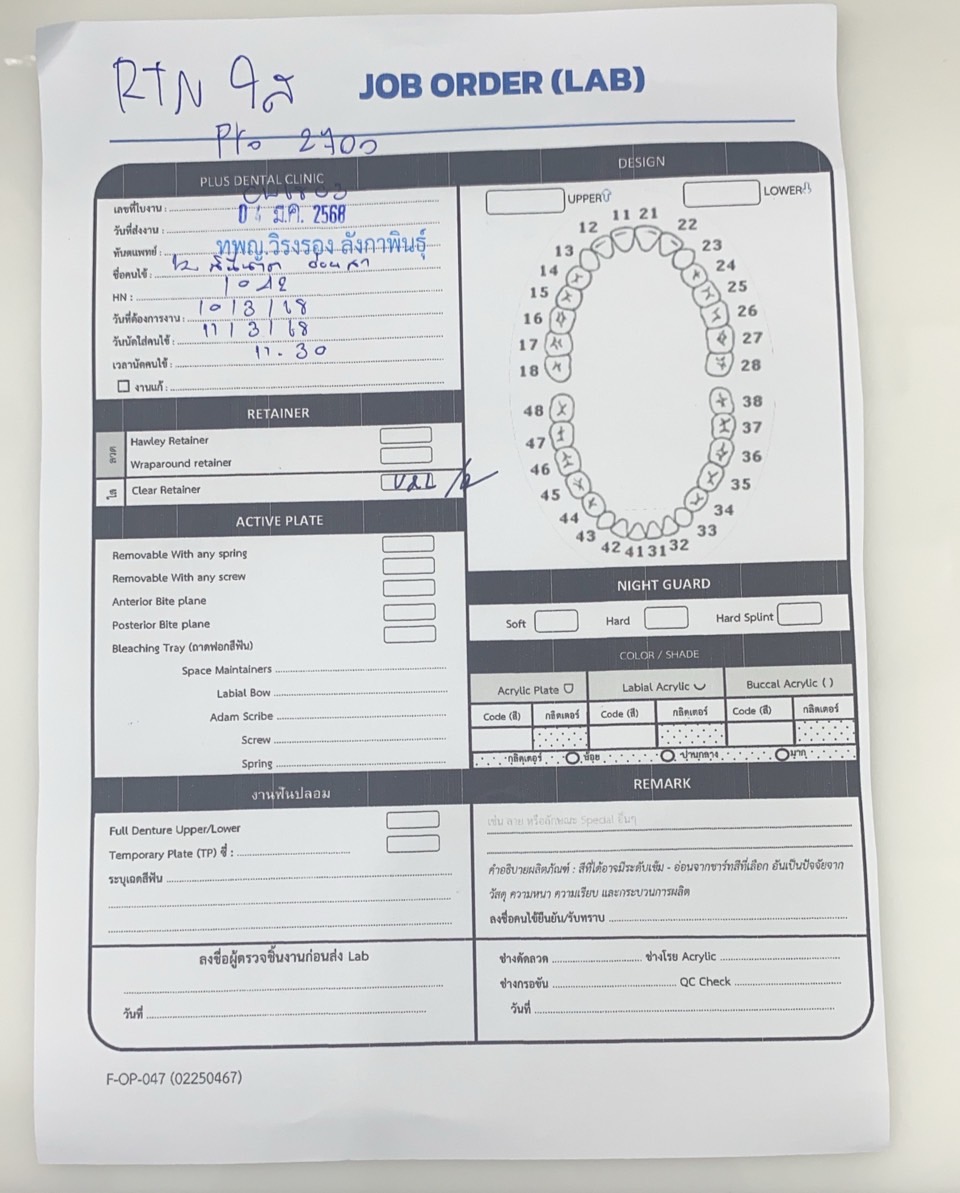 RTN ใส
JOB ORDER (LAB)
Pro 2700
PLUS DENTAL CLINIC
เลขที่ใบงาน :
วันที่ส่งงาน : 04 มี.ค. 2568
ทันตแพทย์ : ทพญ.วิรงรอง ลังกาพินธุ์
ชื่อคนไข้ :
HN : 1042
วันที่ต้องการงาน : 10/3/68
วันนัดใส่คนไข้ : 11/3/68
เวลานัดคนไข้ : 11.30
งานแก้ :
DESIGN
UPPER
LOWER
11 21
12 22
13 23
14 24
15 25
16 26
17 27
18 28
48 38
47 37
46 36
45 35
44 34
43 33
42 41 31 32
RETAINER
ลวด
Hawley Retainer
Wraparound retainer
ใส
Clear Retainer U&L
ACTIVE PLATE
Removable With any spring
Removable With any screw
Anterior Bite plane
Posterior Bite plane
Bleaching Tray (ถาดฟอกสีฟัน)
Space Maintainers
Labial Bow
Adam Scribe
Screw
Spring
NIGHT GUARD
Soft Hard Hard Splint
COLOR / SHADE
Acrylic Plate Labial Acrylic Buccal Acrylic ( )
Code (สี) กลิตเตอร์ Code (สี) กลิตเตอร์ Code (สี) กลิตเตอร์
กลิตเตอร์ น้อย ปานกลาง มาก
งานฟันปลอม
Full Denture Upper/Lower
Temporary Plate (TP) ซี่ :
ระบุเฉดสีฟัน
REMARK
เช่น ลาย หรือลักษณะ Special อื่นๆ
คำอธิบายผลิตภัณฑ์ : สีที่ได้อาจมีระดับเข้ม - อ่อนจากชาร์ทสีที่เลือก อันเป็นปัจจัยจาก
วัสดุ ความหนา ความเรียบ และกระบวนการผลิต
ลงชื่อคนไข้ยืนยัน/รับทราบ
ลงชื่อผู้ตรวจชิ้นงานก่อนส่ง Lab
วันที่
ช่างดัดลวด ช่างโรย Acrylic
ช่างกรอขัน QC Check
วันที่
F-OP-047 (02250467)